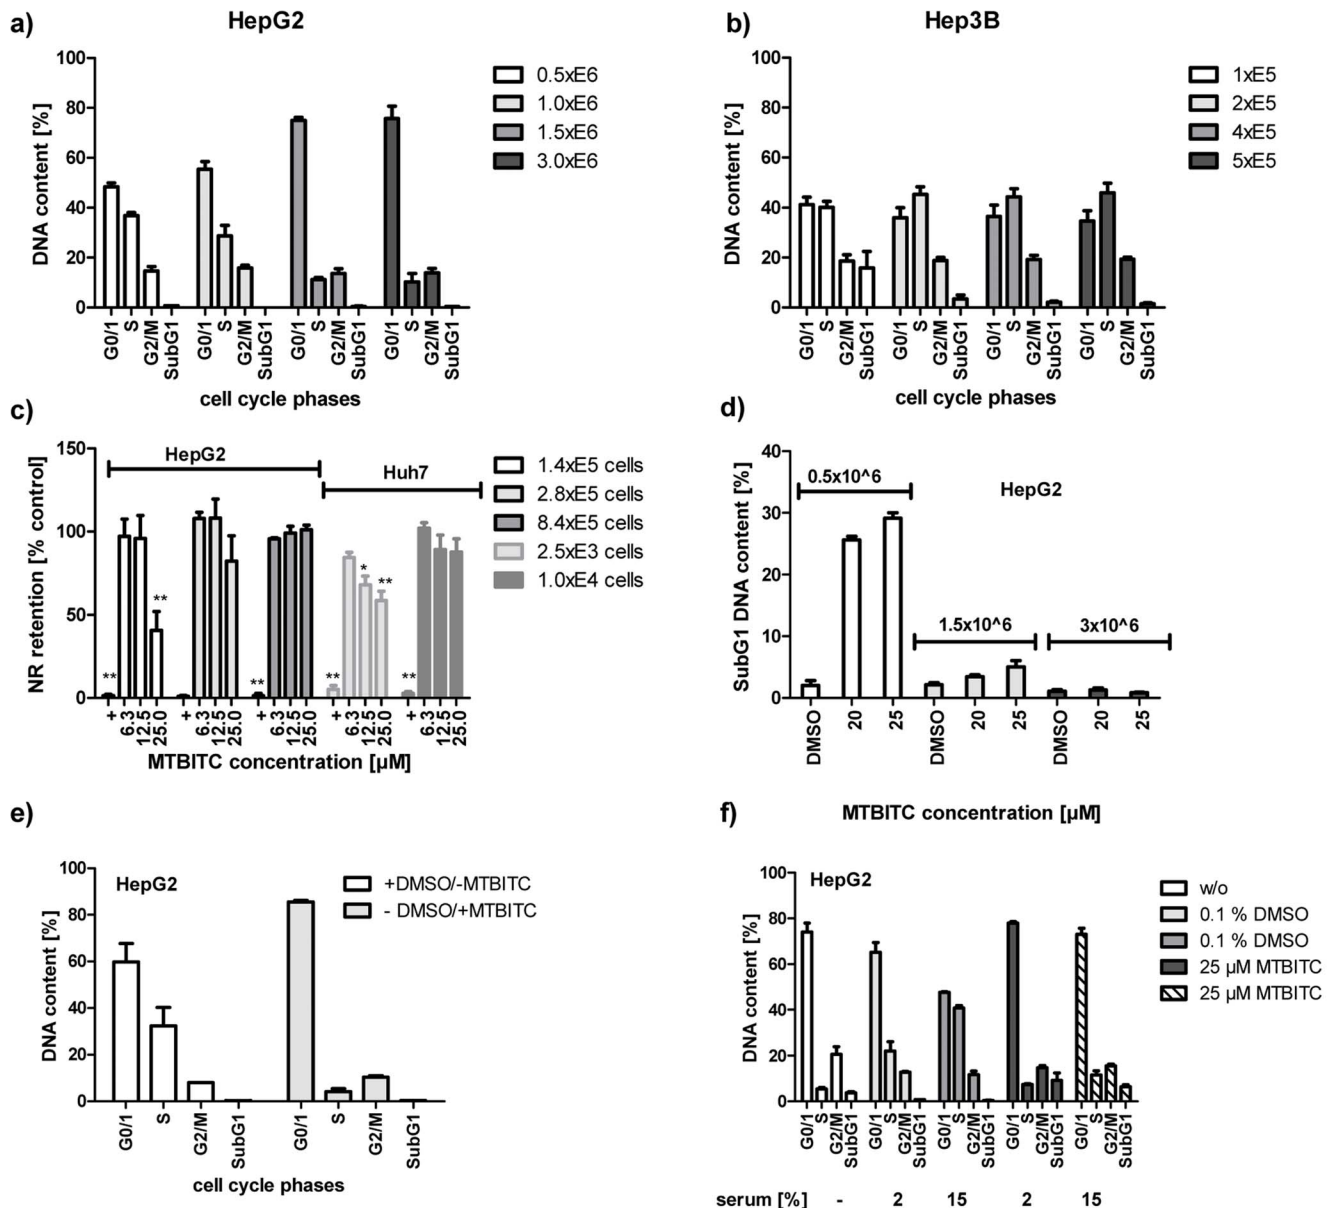 a)
HepG2
DNA content [%]
100
80
60
40
20
0
G0/1
S
G2/M
SubG1
G0/1
S
G2/M
SubG1
G0/1
S
G2/M
SubG1
G0/1
S
G2/M
SubG1
cell cycle phases
0.5xE6
1.0xE6
1.5xE6
3.0xE6
b)
Hep3B
DNA content [%]
100
80
60
40
20
0
G0/1
S
G2/M
SubG1
G0/1
S
G2/M
SubG1
G0/1
S
G2/M
SubG1
G0/1
S
G2/M
SubG1
cell cycle phases
1xE5
2xE5
4xE5
5xE5
c)
NR retention [% control]
150
100
50
0
HepG2
Huh7
**
**
**
**
*
**
**
+
6.3
12.5
25.0
+
6.3
12.5
25.0
+
6.3
12.5
25.0
+
6.3
12.5
25.0
+
6.3
12.5
25.0
MTBITC concentration [µM]
1.4xE5 cells
2.8xE5 cells
8.4xE5 cells
2.5xE3 cells
1.0xE4 cells
d)
SubG1 DNA content [%]
40
30
20
10
0
0.5x10^6
HepG2
1.5x10^6
3x10^6
DMSO
20
25
DMSO
20
25
DMSO
20
25
MTBITC concentration [µM]
e)
DNA content [%]
100
80
60
40
20
0
HepG2
G0/1
S
G2/M
SubG1
G0/1
S
G2/M
SubG1
cell cycle phases
+DMSO/-MTBITC
- DMSO/+MTBITC
f)
DNA content [%]
100
80
60
40
20
0
HepG2
G0/1
S
G2/M
SubG1
G0/1
S
G2/M
SubG1
G0/1
S
G2/M
SubG1
G0/1
S
G2/M
SubG1
G0/1
S
G2/M
SubG1
serum [%] - 2 15 2 15
w/o
0.1 % DMSO
0.1 % DMSO
25 µM MTBITC
25 µM MTBITC